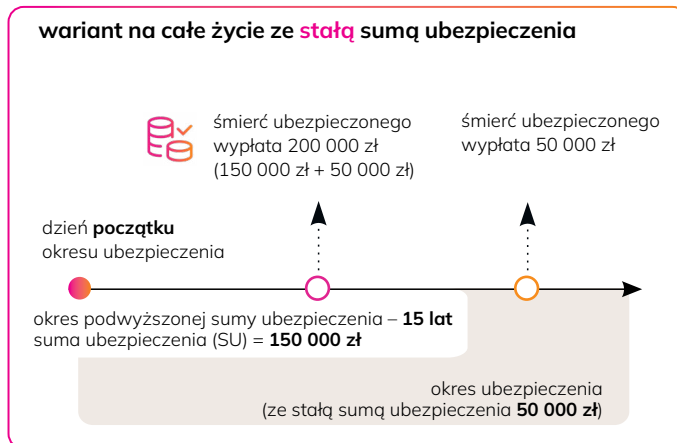 wariant na całe życie ze stałą sumą ubezpieczenia
śmierć ubezpieczonego
wypłata 200 000 zł
(150 000 zł + 50 000 zł)
śmierć ubezpieczonego
wypłata 50 000 zł
dzień początku
okresu ubezpieczenia
okres podwyższonej sumy ubezpieczenia – 15 lat
suma ubezpieczenia (SU) = 150 000 zł
okres ubezpieczenia
(ze stałą sumą ubezpieczenia 50 000 zł)